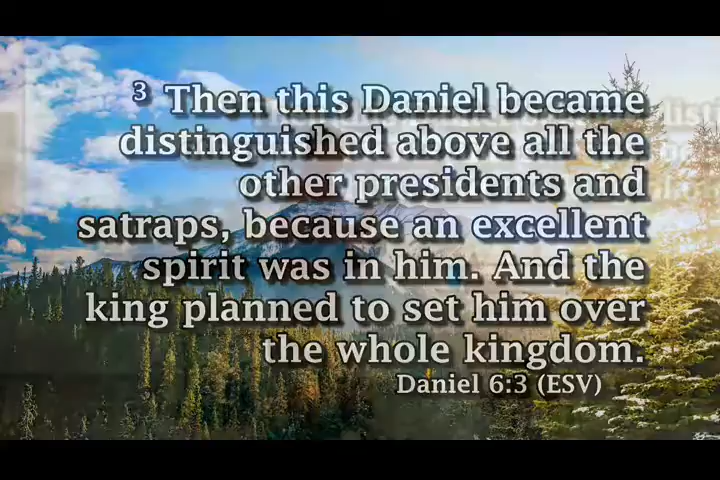 3 Then this Daniel became
distinguished above all the
other presidents and
satraps, because an excellent
spirit was in him. And the
king planned to set him over
the whole kingdom.
Daniel 6:3 (ESV)